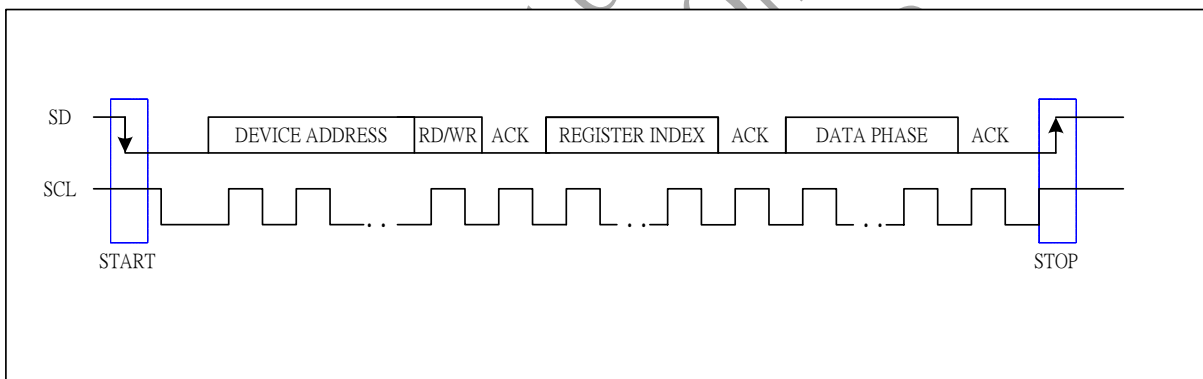 SD
DEVICE ADDRESS RD/WR ACK REGISTER INDEX ACK DATA PHASE ACK
SCL
START STOP